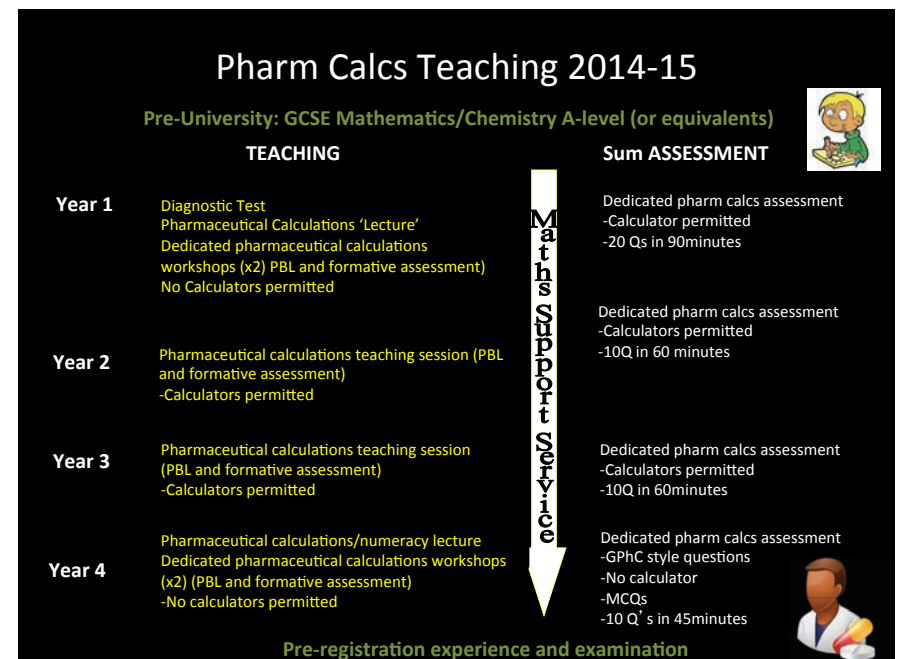 Pharm Calcs Teaching 2014-15
Pre-University: GCSE Mathematics/Chemistry A-level (or equivalents)
TEACHING
Sum ASSESSMENT
Year 1
Diagnostic Test
Pharmaceutical Calculations ‘Lecture’
Dedicated pharmaceutical calculations
workshops (x2) PBL and formative assessment)
No Calculators permitted
Dedicated pharm calcs assessment
-Calculator permitted
-20 Qs in 90minutes
Maths Support Service
Year 2
Pharmaceutical calculations teaching session (PBL
and formative assessment)
-Calculators permitted
Dedicated pharm calcs assessment
-Calculators permitted
-10Q in 60 minutes
Year 3
Pharmaceutical calculations teaching session
(PBL and formative assessment)
-Calculators permitted
Dedicated pharm calcs assessment
-Calculators permitted
-10Q in 60minutes
Year 4
Pharmaceutical calculations/numeracy lecture
Dedicated pharmaceutical calculations workshops
(x2) (PBL and formative assessment)
-No calculators permitted
Dedicated pharm calcs assessment
-GPhC style questions
-No calculator
-MCQs
-10 Q’s in 45minutes
Pre-registration experience and examination